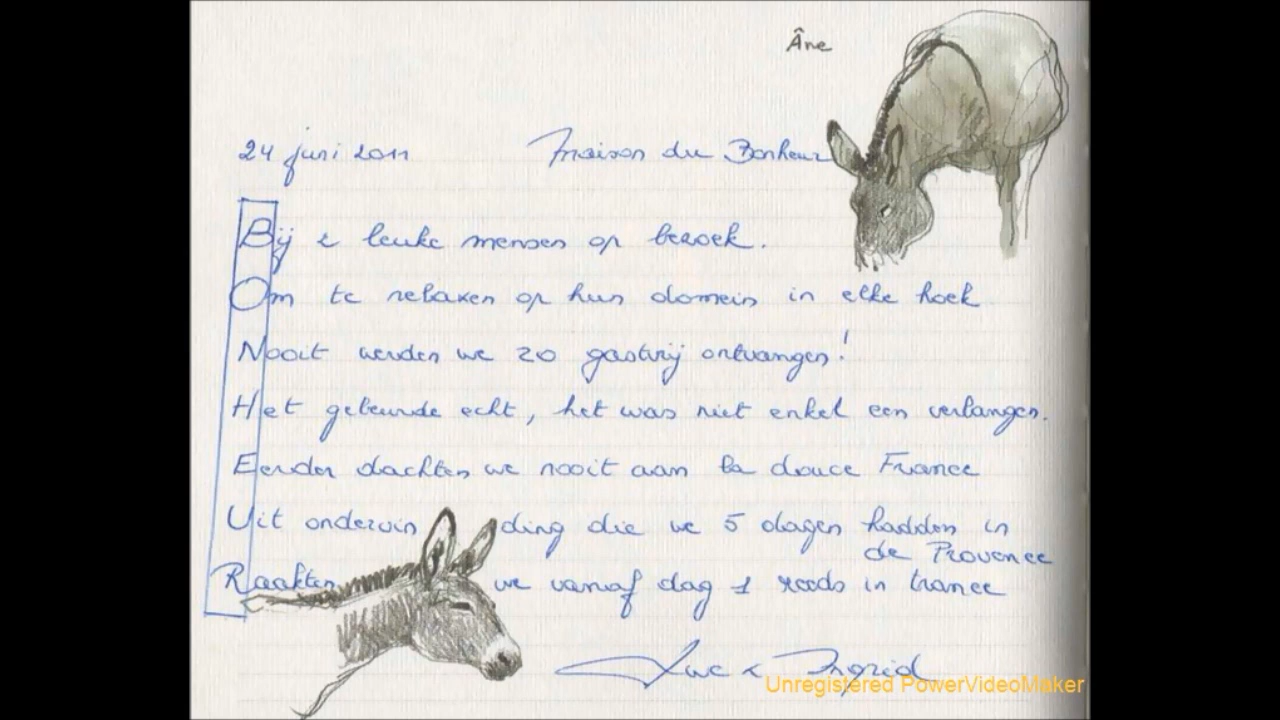 Âne
24 juni 2011 Maison du Bonheur
Bij 2 leuke mensen op bezoek.
Om te relaxen op hun domein in elke hoek
Nooit werden we zo gastvrij ontvangen!
Het gebeurde echt, het was niet enkel een verlangen.
Eerder dachten we nooit aan la douce France
Uit ondervin ding die we 5 dagen hadden in
de Provence
Raakten we vanaf dag 1 reeds in trance
Luc & Ingrid
Unregistered PowerVideoMaker